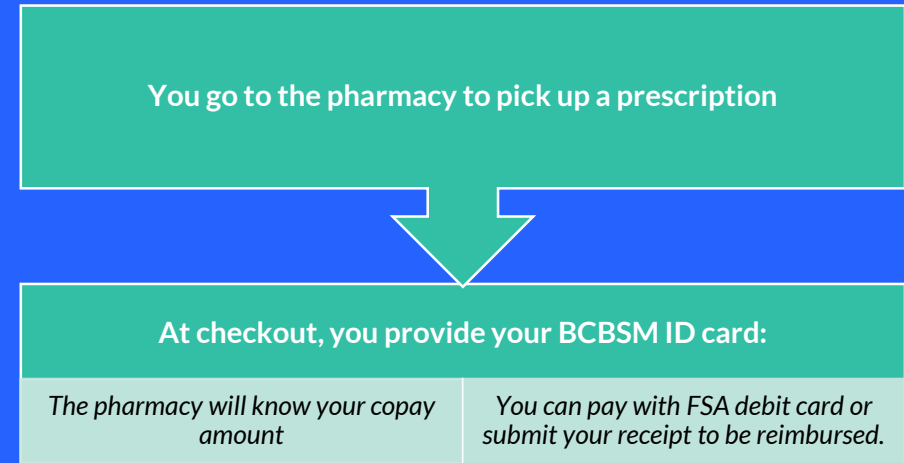 You go to the pharmacy to pick up a prescription
At checkout, you provide your BCBSM ID card:
The pharmacy will know your copay
amount
You can pay with FSA debit card or
submit your receipt to be reimbursed.